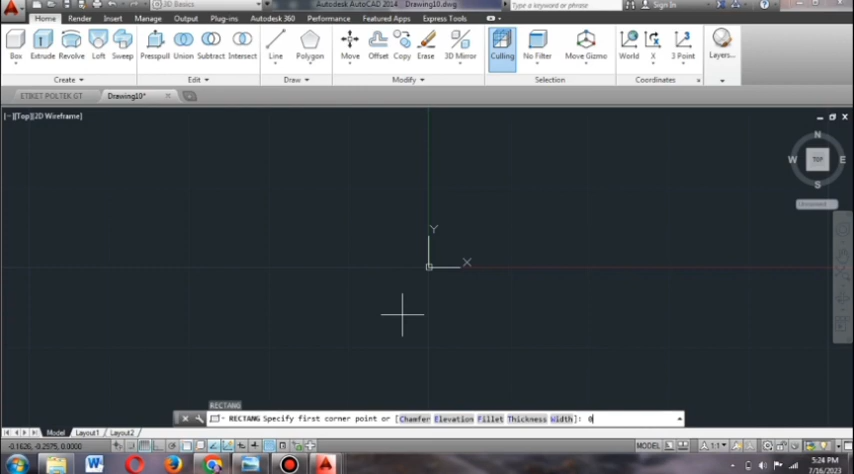 3D Basics
Autodesk AutoCAD 2014 Drawing10.dwg
Type a keyword or phrase
Sign In
Home Render Insert Manage Output Plug-ins Autodesk 360 Performance Featured Apps Express Tools
Box Extrude Revolve Loft Sweep Presspull Union Subtract Intersect Line Polygon Move Offset Copy Erase 3D Mirror Culling No Filter Move Gizmo World X 3 Point Layers...
Create Edit Draw Modify Selection Coordinates
ETIKET POLTEK GT Drawing10*
[−][Top][2D Wireframe]
N
W TOP E
S
Unnamed
Y
X
RECTANG
RECTANG Specify first corner point or [Chamfer Elevation Fillet Thickness Width]: 0
Model Layout1 Layout2
-0.1626, -0.2575, 0.0000
MODEL
1:1
5:24 PM
7/16/2023